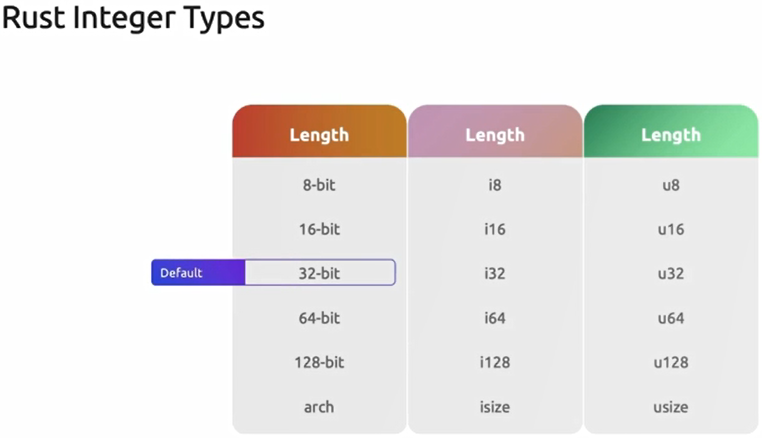 Rust Integer Types
Length Length Length
8-bit i8 u8
16-bit i16 u16
Default 32-bit i32 u32
64-bit i64 u64
128-bit i128 u128
arch isize usize